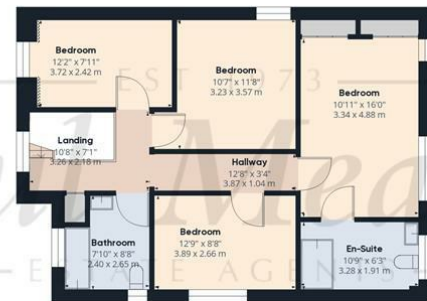 Bedroom
12'2" x 7'11"
3.72 x 2.42 m
Bedroom
10'7" x 11'8"
3.23 x 3.57 m
Bedroom
10'11" x 16'0"
3.34 x 4.88 m
EST 1973
Landing
10'8" x 7'1"
3.26 x 2.18 m
Hallway
12'8" x 3'4"
3.87 x 1.04 m
Bathroom
7'10" x 8'8"
2.40 x 2.65 m
Bedroom
12'9" x 8'8"
3.89 x 2.66 m
En-Suite
10'9" x 6'3"
3.28 x 1.91 m
ESTATE AGENTS